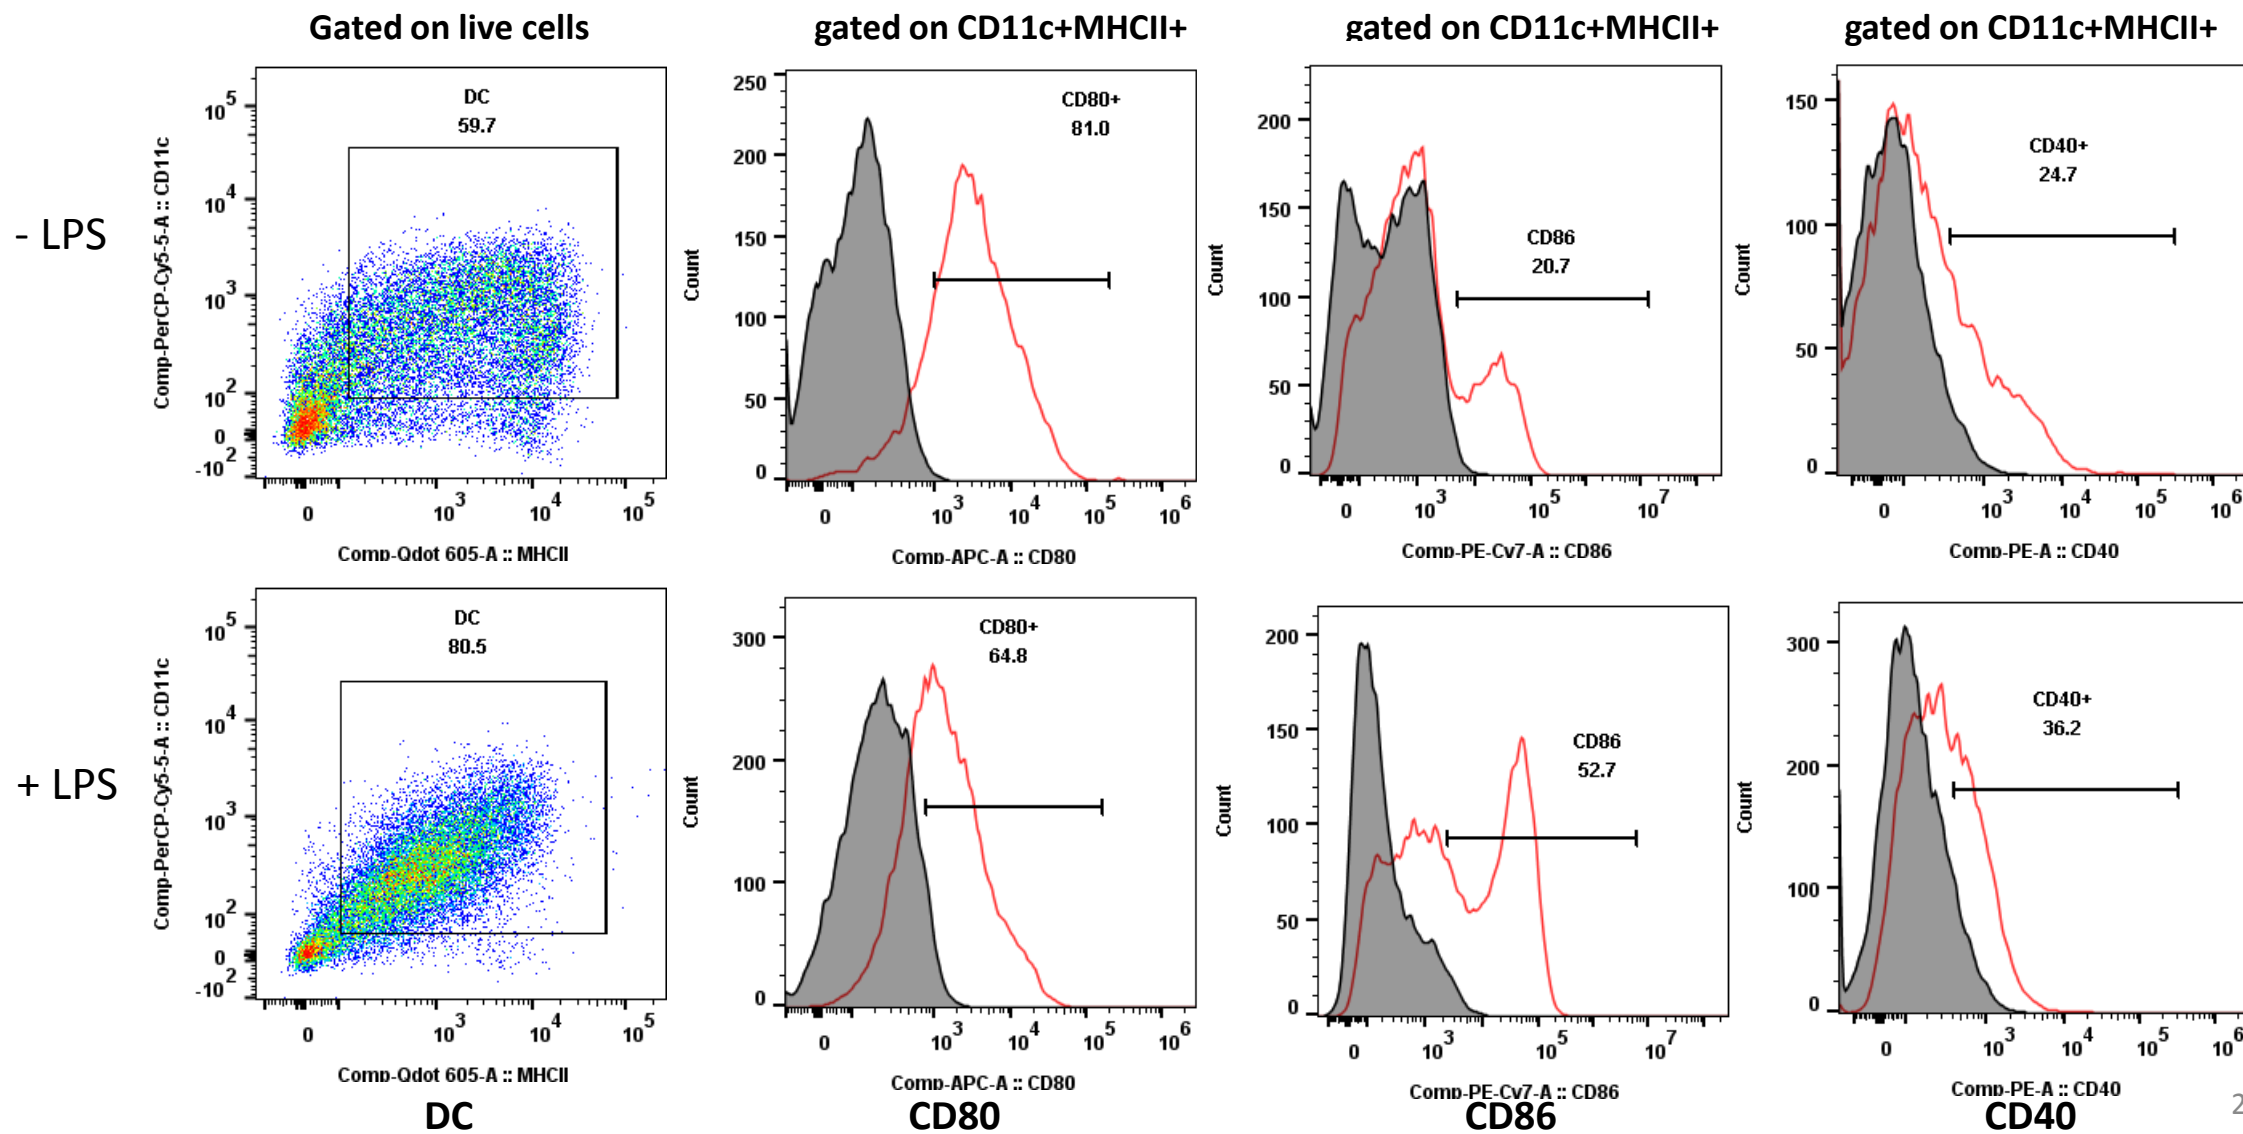 Gated on live cells
gated on CD11c+MHCII+
gated on CD11c+MHCII+
gated on CD11c+MHCII+
- LPS
Comp-PerCP-Cy5-5-A :: CD11c
10^5
10^4
10^3
10^2
0
-10^2
DC
59.7
0
10^3
10^4
10^5
Comp-Qdot 605-A :: MHCII
Count
250
200
150
100
50
0
CD80+
81.0
0
10^3
10^4
10^5
10^6
Comp-APC-A :: CD80
Count
200
150
100
50
0
CD86
20.7
0
10^3
10^5
10^7
Comp-PE-Cy7-A :: CD86
Count
150
100
50
0
CD40+
24.7
0
10^3
10^4
10^5
10^6
Comp-PE-A :: CD40
+ LPS
Comp-PerCP-Cy5-5-A :: CD11c
10^5
10^4
10^3
10^2
0
-10^2
DC
80.5
0
10^3
10^4
10^5
Comp-Qdot 605-A :: MHCII
Count
300
200
100
0
CD80+
64.8
0
10^3
10^4
10^5
10^6
Comp-APC-A :: CD80
Count
200
150
100
50
0
CD86
52.7
0
10^3
10^5
10^7
Comp-PE-Cy7-A :: CD86
Count
300
200
100
0
CD40+
36.2
0
10^3
10^4
10^5
10^6
Comp-PE-A :: CD40
DC
CD80
CD86
CD40
2